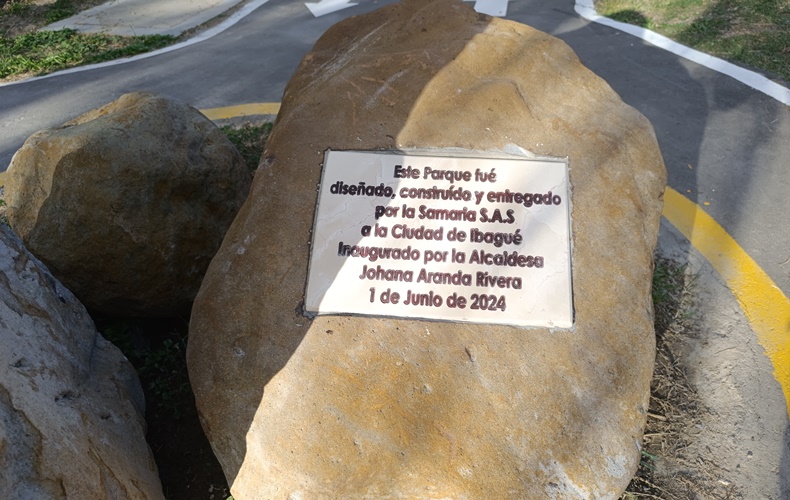 Este Parque fué
diseñado, construído y entregado
por la Samaria S.A.S
a la Ciudad de Ibagué
Inaugurado por la Alcaldesa
Johana Aranda Rivera
1 de Junio de 2024